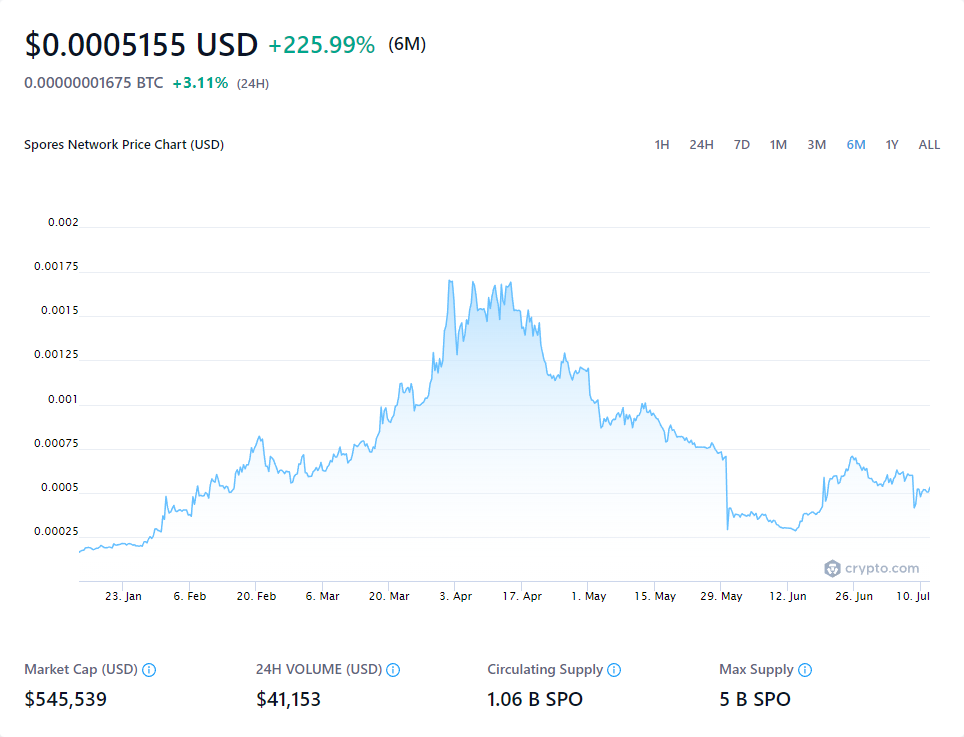 $0.0005155 USD +225.99% (6M)
0.00000001675 BTC +3.11% (24H)
Spores Network Price Chart (USD)
1H 24H 7D 1M 3M 6M 1Y ALL
0.002
0.00175
0.0015
0.00125
0.001
0.00075
0.0005
0.00025
crypto.com
23. Jan 6. Feb 20. Feb 6. Mar 20. Mar 3. Apr 17. Apr 1. May 15. May 29. May 12. Jun 26. Jun 10. Jul
Market Cap (USD) 24H VOLUME (USD) Circulating Supply Max Supply
$545,539 $41,153 1.06 B SPO 5 B SPO